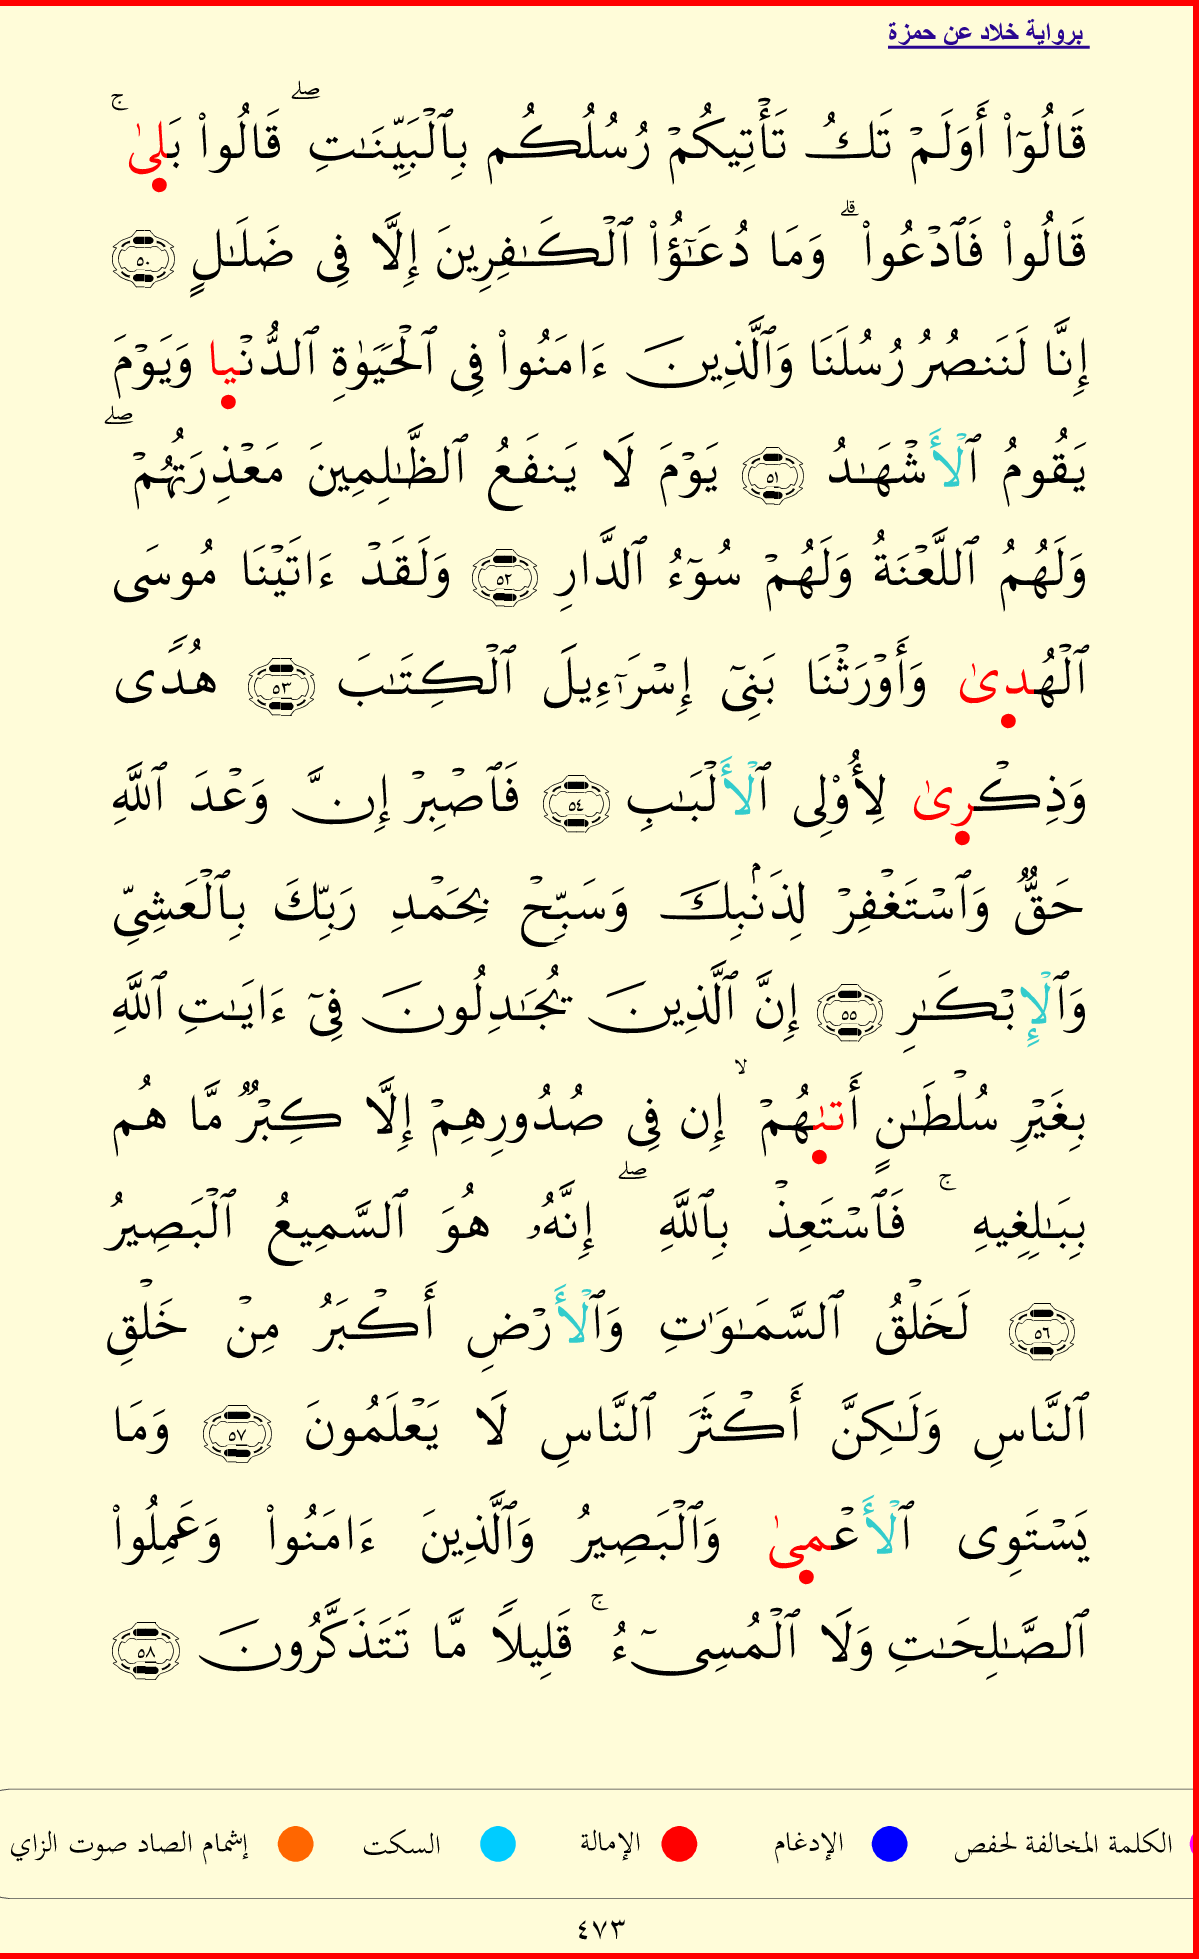 برواية خلاد عن حمزة
قَالُوٓا۟ أَوَلَمْ تَكُ تَأْتِيكُمْ رُسُلُكُم بِٱلْبَيِّنَـٰتِ ۖ قَالُوا۟ بَلِىٰ ۚ
قَالُوا۟ فَٱدْعُوا۟ ۗ وَمَا دُعَـٰٓؤُا۟ ٱلْكَـٰفِرِينَ إِلَّا فِى ضَلَـٰلٍ ٥٠
إِنَّا لَنَنصُرُ رُسُلَنَا وَٱلَّذِينَ ءَامَنُوا۟ فِى ٱلْحَيَوٰةِ ٱلدُّنْيا وَيَوْمَ
يَقُومُ ٱلْأَشْهَـٰدُ ٥١ يَوْمَ لَا يَنفَعُ ٱلظَّـٰلِمِينَ مَعْذِرَتُهُمْ ۖ
وَلَهُمُ ٱللَّعْنَةُ وَلَهُمْ سُوٓءُ ٱلدَّارِ ٥٢ وَلَقَدْ ءَاتَيْنَا مُوسَى
ٱلْهُدِىٰ وَأَوْرَثْنَا بَنِىٓ إِسْرَٰٓءِيلَ ٱلْكِتَـٰبَ ٥٣ هُدًى
وَذِكْرِىٰ لِأُو۟لِى ٱلْأَلْبَـٰبِ ٥٤ فَٱصْبِرْ إِنَّ وَعْدَ ٱللَّهِ
حَقٌّ وَٱسْتَغْفِرْ لِذَنۢبِكَ وَسَبِّحْ بِحَمْدِ رَبِّكَ بِٱلْعَشِىِّ
وَٱلْإِبْكَـٰرِ ٥٥ إِنَّ ٱلَّذِينَ يُجَـٰدِلُونَ فِىٓ ءَايَـٰتِ ٱللَّهِ
بِغَيْرِ سُلْطَـٰنٍ أَتىٰهُمْ ۙ إِن فِى صُدُورِهِمْ إِلَّا كِبْرٌ مَّا هُم
بِبَـٰلِغِيهِ ۚ فَٱسْتَعِذْ بِٱللَّهِ ۖ إِنَّهُۥ هُوَ ٱلسَّمِيعُ ٱلْبَصِيرُ
٥٦ لَخَلْقُ ٱلسَّمَـٰوَٰتِ وَٱلْأَرْضِ أَكْبَرُ مِنْ خَلْقِ
ٱلنَّاسِ وَلَـٰكِنَّ أَكْثَرَ ٱلنَّاسِ لَا يَعْلَمُونَ ٥٧ وَمَا
يَسْتَوِى ٱلْأَعْمِىٰ وَٱلْبَصِيرُ وَٱلَّذِينَ ءَامَنُوا۟ وَعَمِلُوا۟
ٱلصَّـٰلِحَـٰتِ وَلَا ٱلْمُسِىٓءُ ۚ قَلِيلًا مَّا تَتَذَكَّرُونَ ٥٨
الكلمة المخالفة لحفص الإدغام الإمالة السكت إشمام الصاد صوت الزاي
٤٧٣